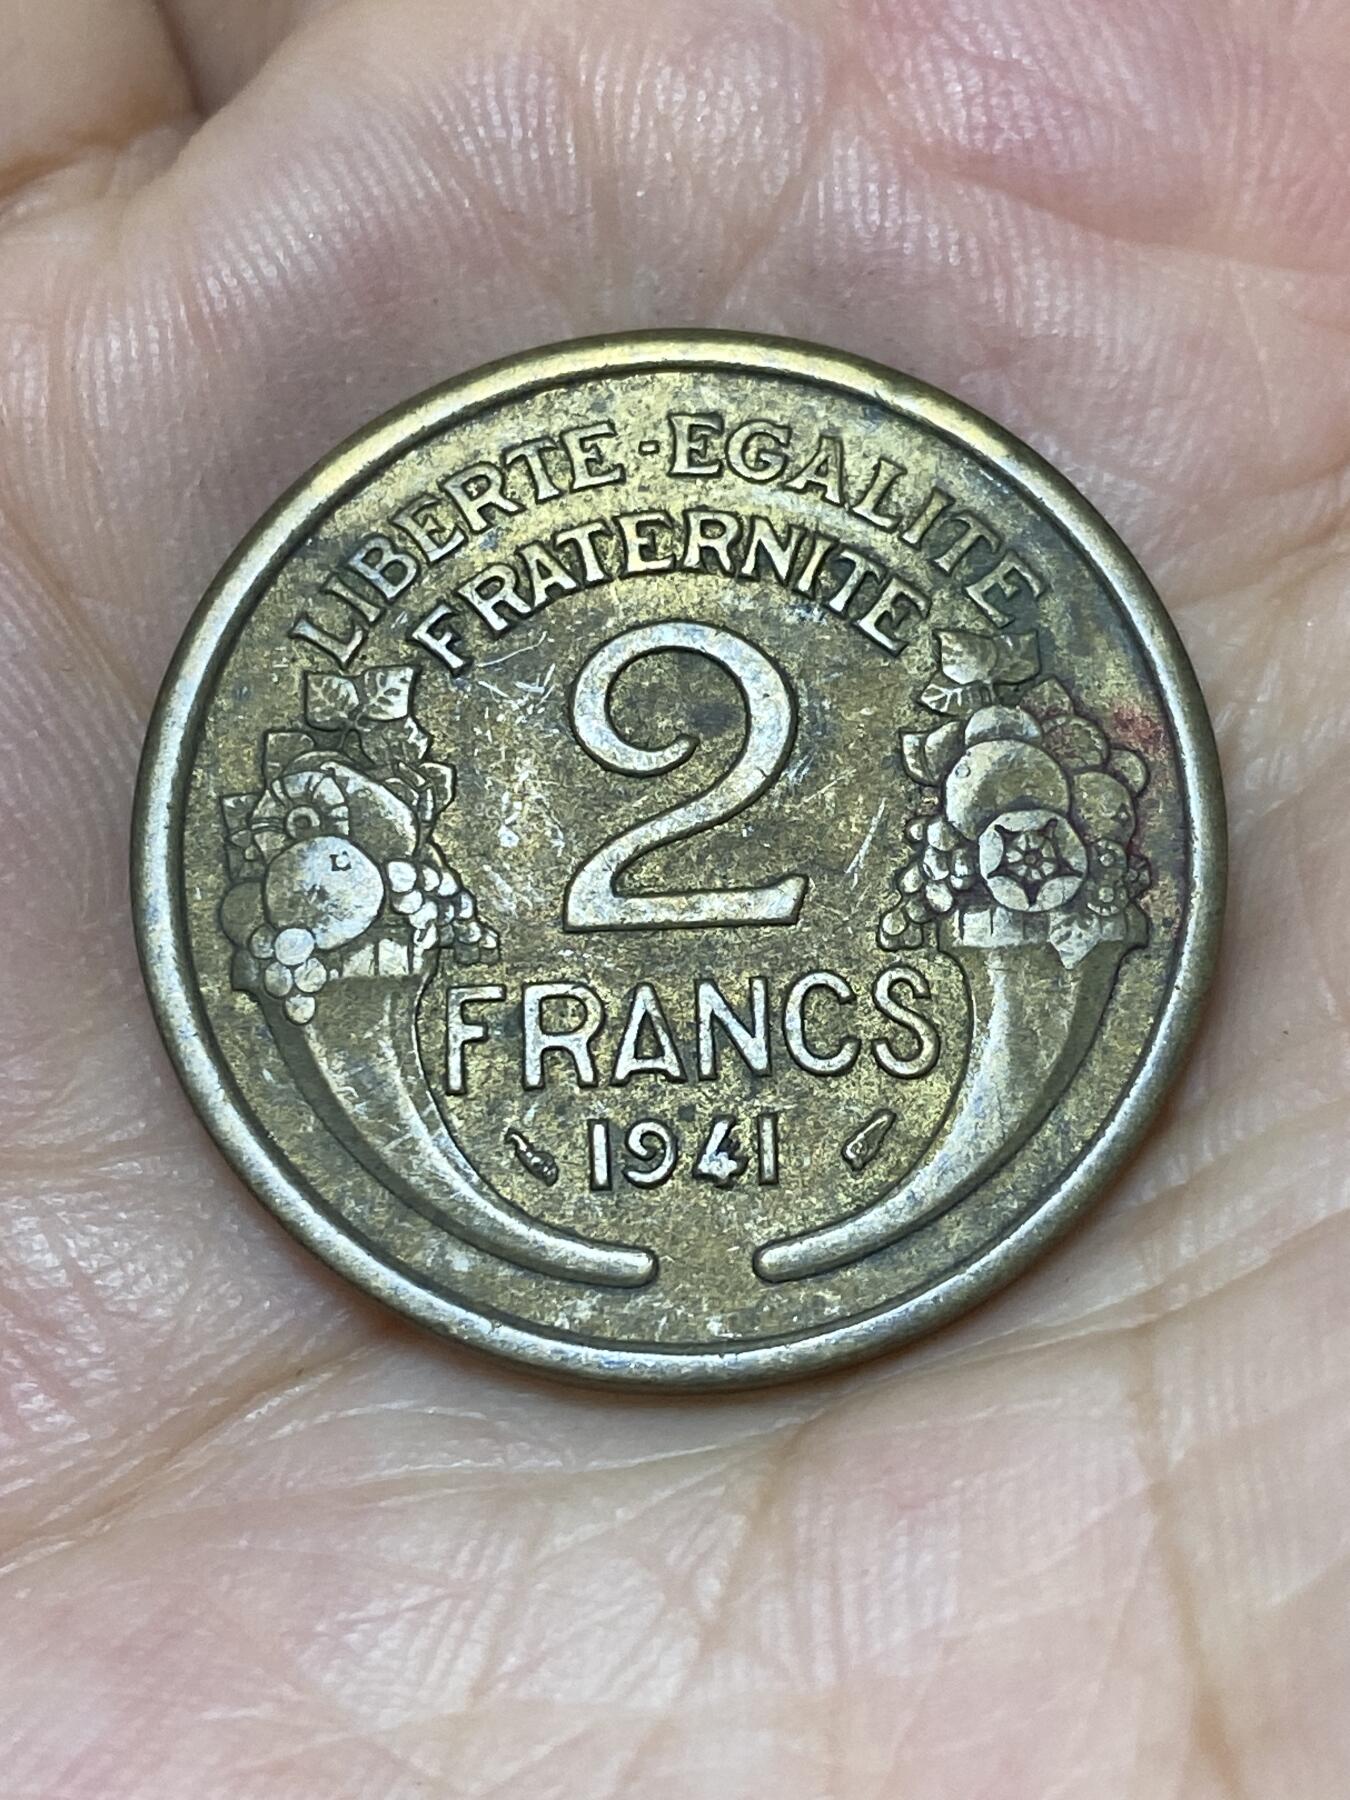 LIBERTE-EGALITE
FRATERNITE
2
FRANCS
1941